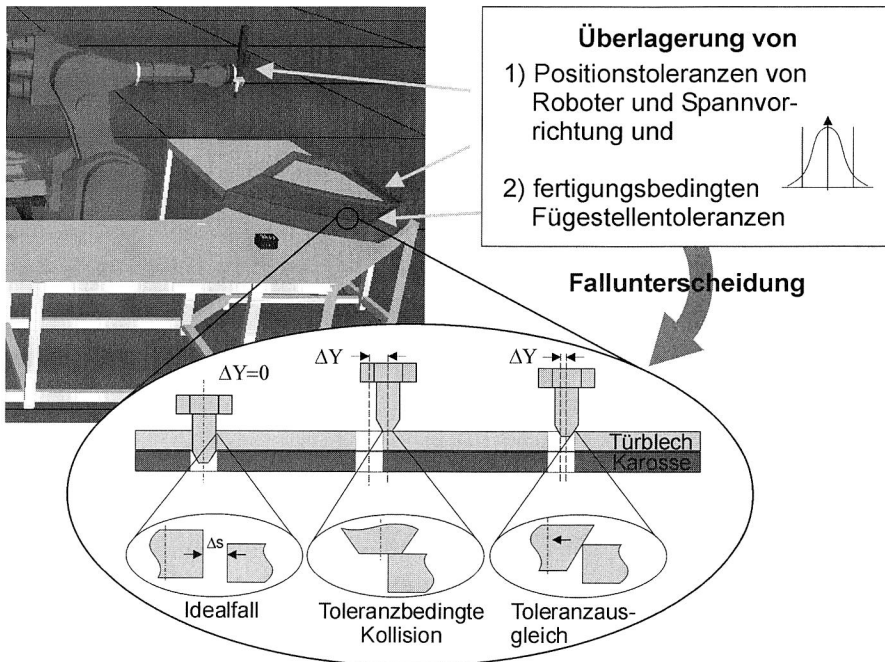 Überlagerung von
1) Positionstoleranzen von
Roboter und Spannvor-
richtung und
2) fertigungsbedingten
Fügestellentoleranzen
Fallunterscheidung
ΔY=0
ΔY
ΔY
Türblech
Karosse
Δs
Idealfall
Toleranzbedingte
Kollision
Toleranzaus-
gleich